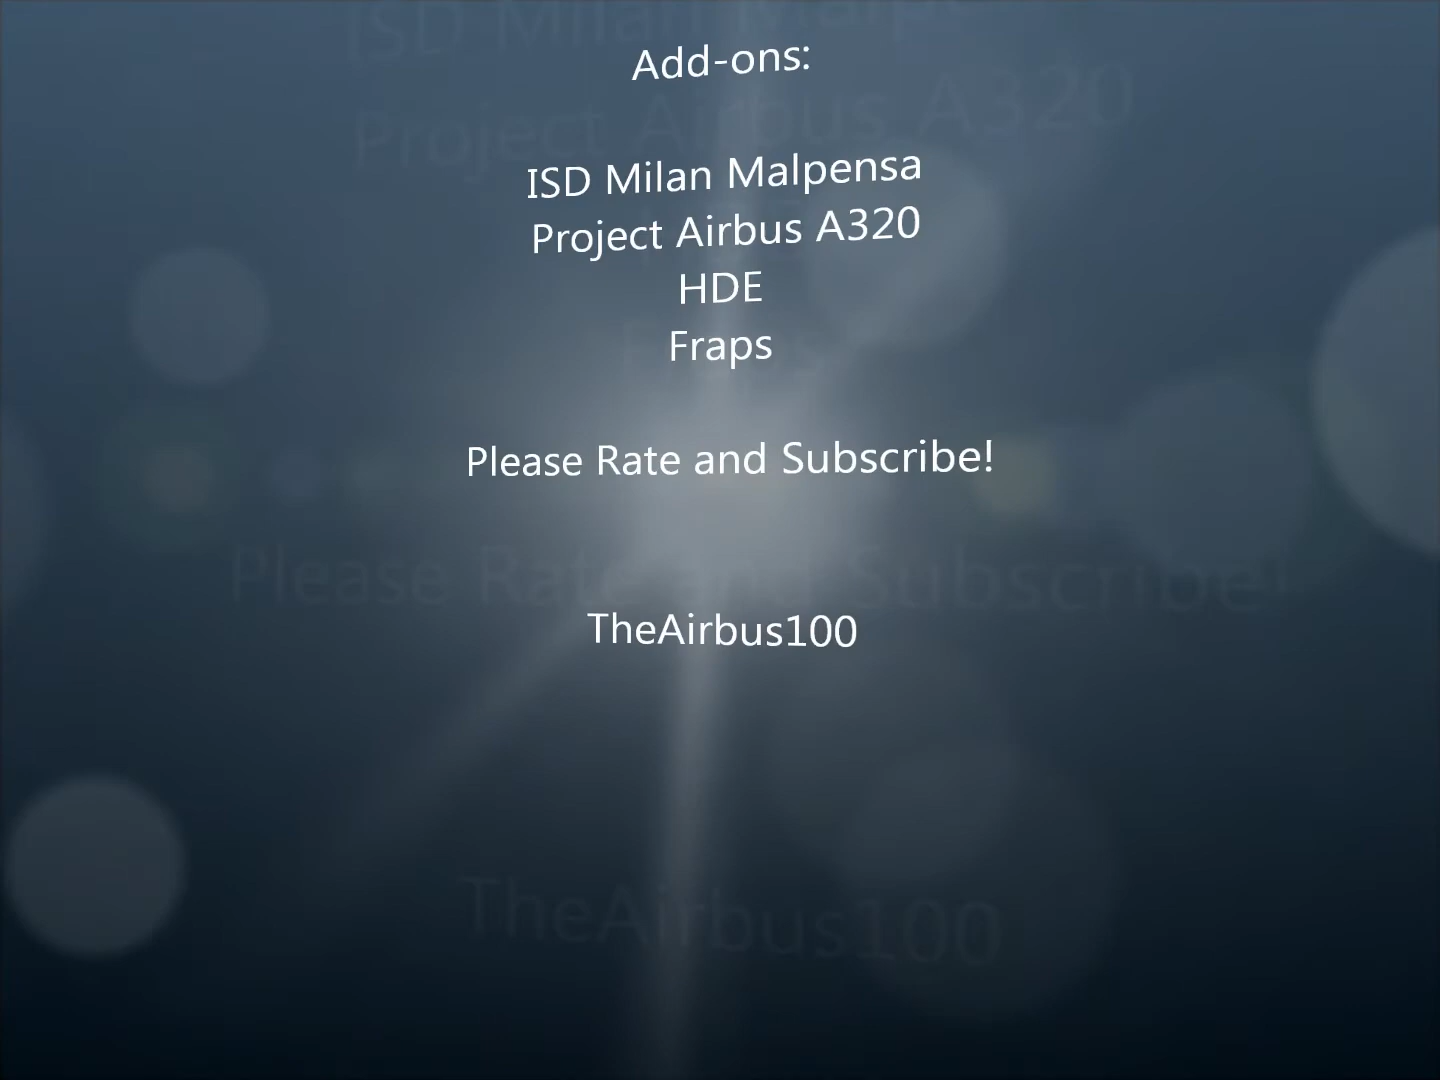 Add-ons:
ISD Milan Malpensa
Project Airbus A320
HDE
Fraps
Please Rate and Subscribe!
TheAirbus100